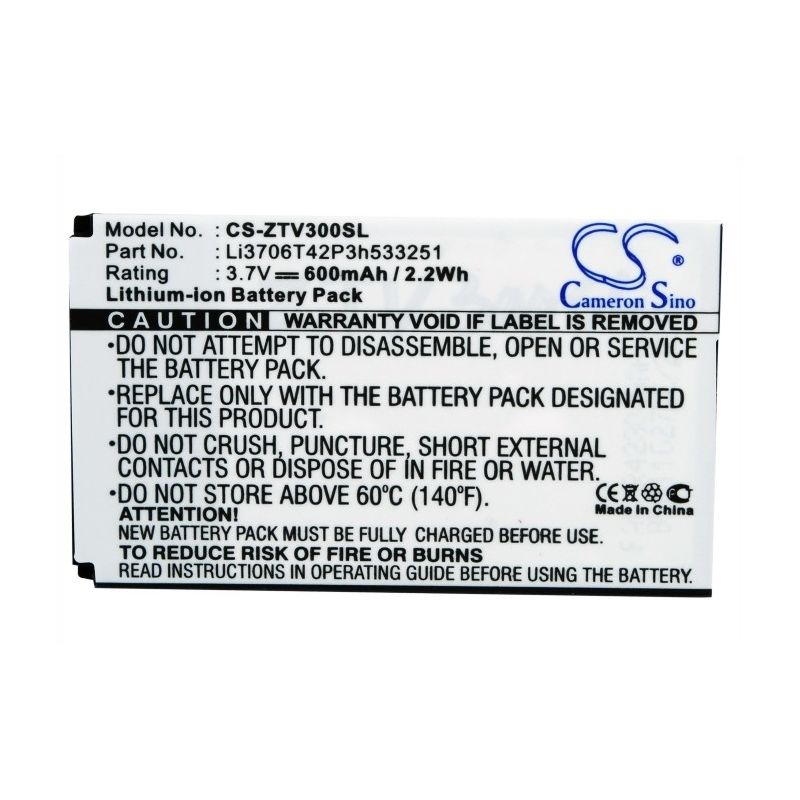 Model No. : CS-ZTV300SL
Part No. : Li3706T42P3h533251
Rating : 3.7V 600mAh / 2.2Wh
Lithium-ion Battery Pack
CS ®
Cameron Sino
CAUTION WARRANTY VOID IF LABEL IS REMOVED
•DO NOT ATTEMPT TO DISASSEMBLE, OPEN OR SERVICE
THE BATTERY PACK.
•REPLACE ONLY WITH THE BATTERY PACK DESIGNATED
FOR THIS PRODUCT.
•DO NOT CRUSH, PUNCTURE, SHORT EXTERNAL
CONTACTS OR DISPOSE OF IN FIRE OR WATER.
•DO NOT STORE ABOVE 60ºC (140ºF).
CE
Made in China
ATTENTION:
NEW BATTERY PACK MUST BE FULLY CHARGED BEFORE USE.
TO REDUCE RISK OF FIRE OR BURNS
READ INSTRUCTIONS IN OPERATING GUIDE BEFORE USING BATTERY PACK.